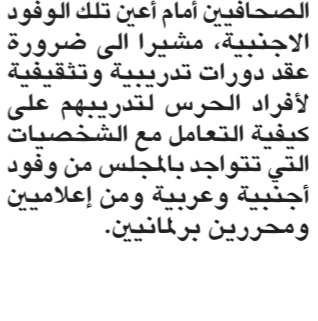 الصحافيين أمام أعين تلك الوفود
الاجنبية، مشيرا الى ضرورة
عقد دورات تدريبية وتثقيفية
لأفراد الحرس لتدريبهم على
كيفية التعامل مع الشخصيات
التي تتواجد بالمجلس من وفود
أجنبية وعربية ومن إعلاميين
ومحررين برلمانيين.